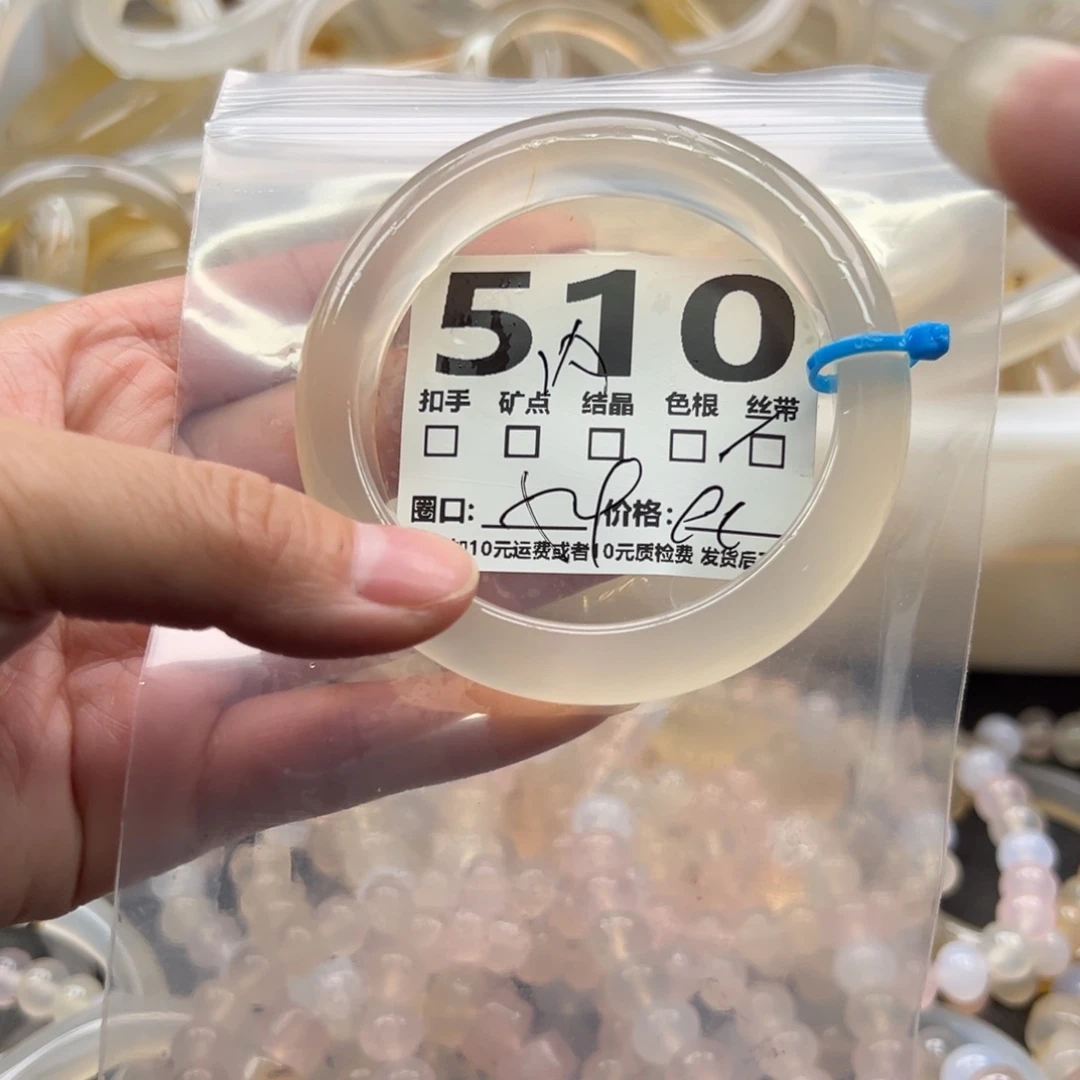 510
扣手 矿点 结晶 色根 丝带
圈口: 价格:
10元运费或者10元质检费 发货后